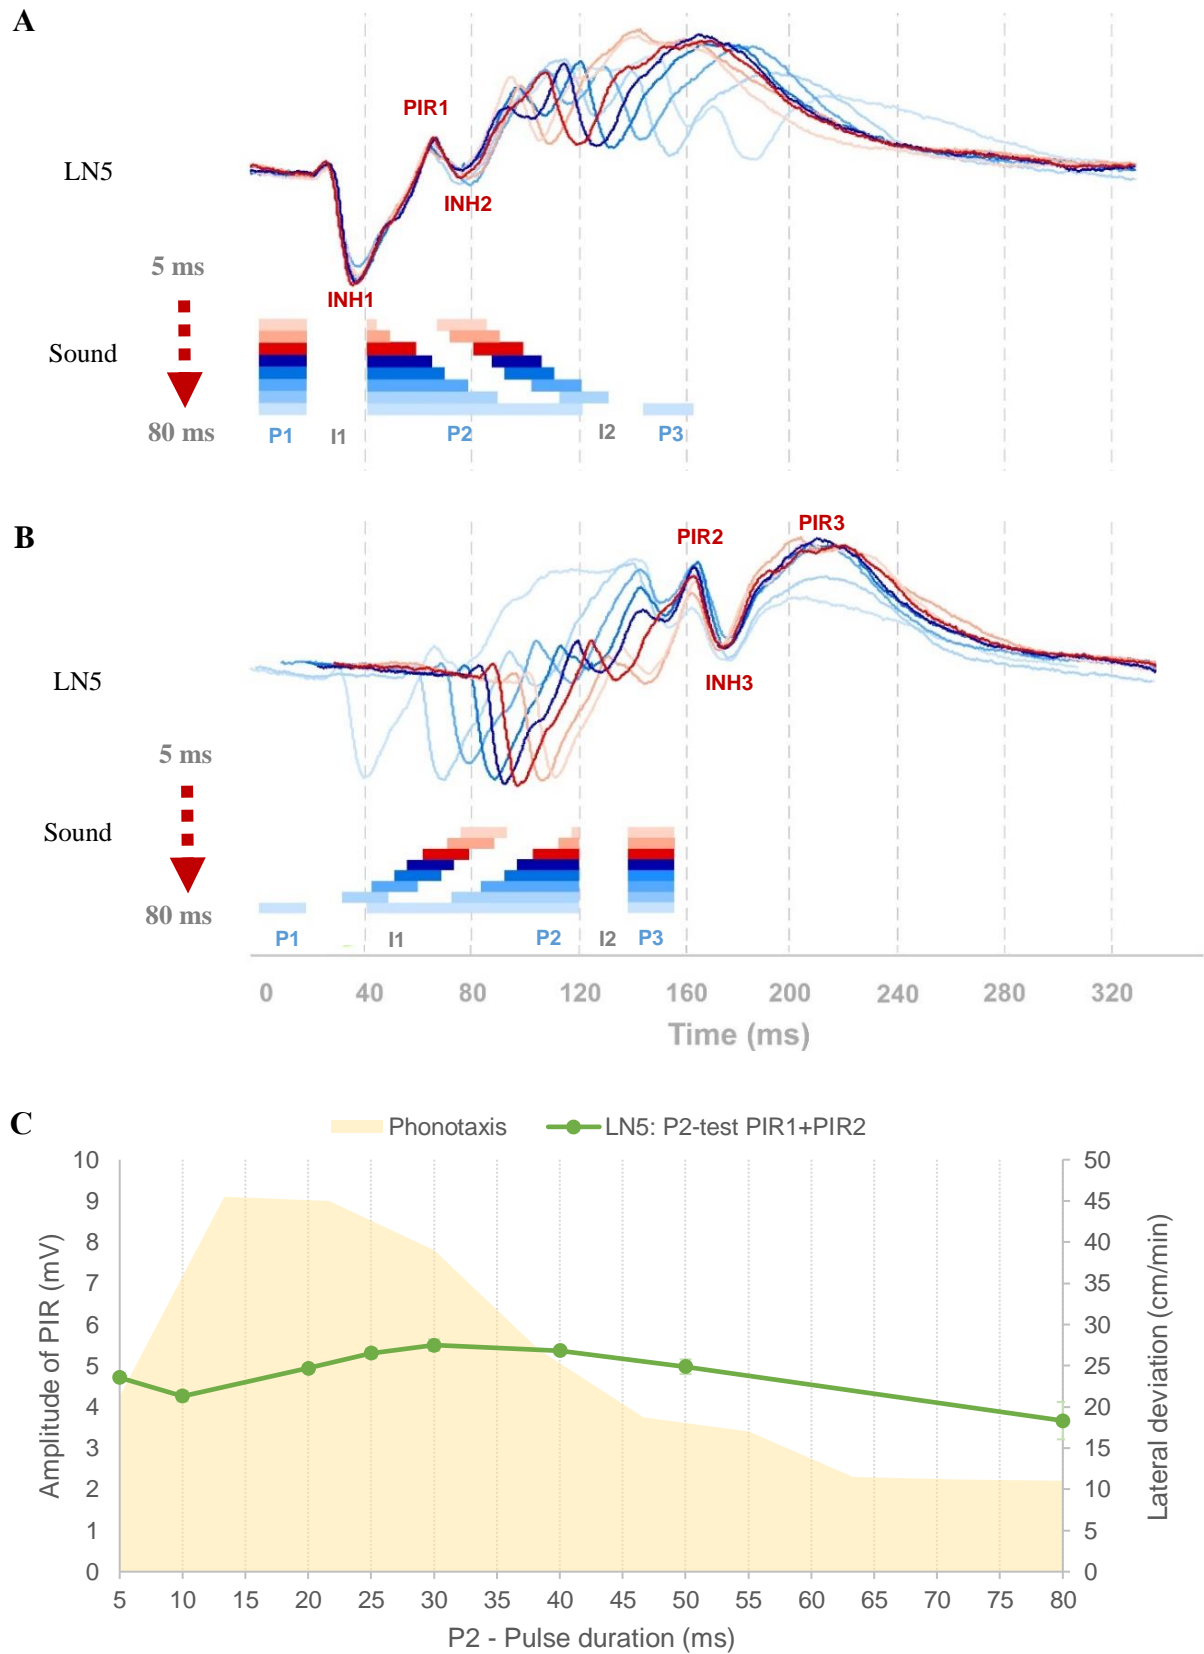 A
PIR1
LN5
INH2
5 ms
INH1
Sound
80 ms
P1 I1 P2 I2 P3
B
PIR2 PIR3
LN5
INH3
5 ms
Sound
80 ms
P1 I1 P2 I2 P3
0 40 80 120 160 200 240 280 320
Time (ms)
C
Phonotaxis LN5: P2-test PIR1+PIR2
10 50
9 45
8 40
7 35
6 30
5 25
4 20
3 15
2 10
1 5
0 0
Amplitude of PIR (mV)
Lateral deviation (cm/min)
5 10 20 25 30 40 45 50 55 60 65 70 75 80
P2 - Pulse duration (ms)